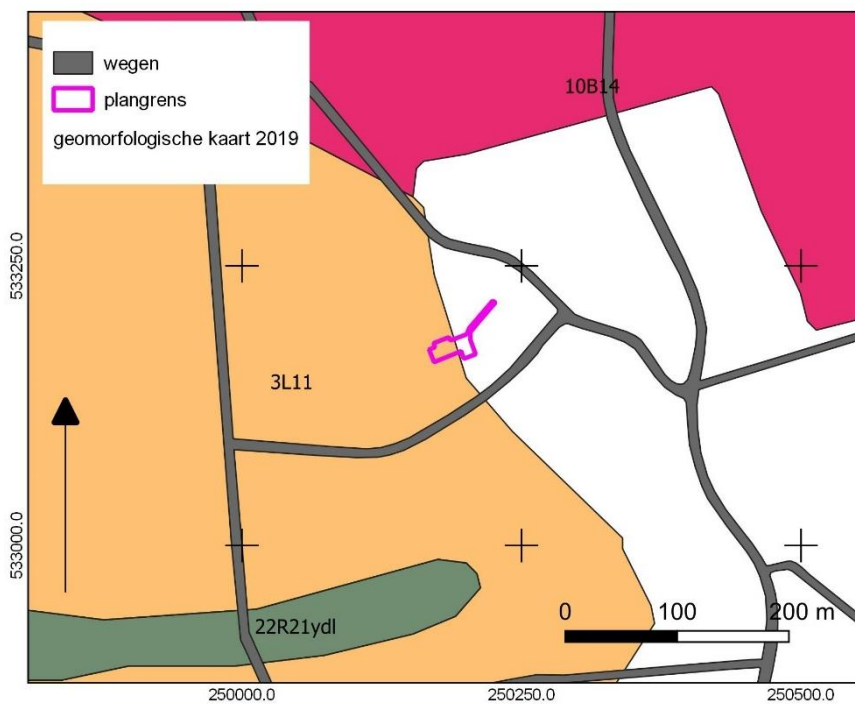 wegen
plangrens
geomorfologische kaart 2019
10B14
533250.0
3L11
533000.0
22R21ydl
0 100 200 m
250000.0 250250.0 250500.0